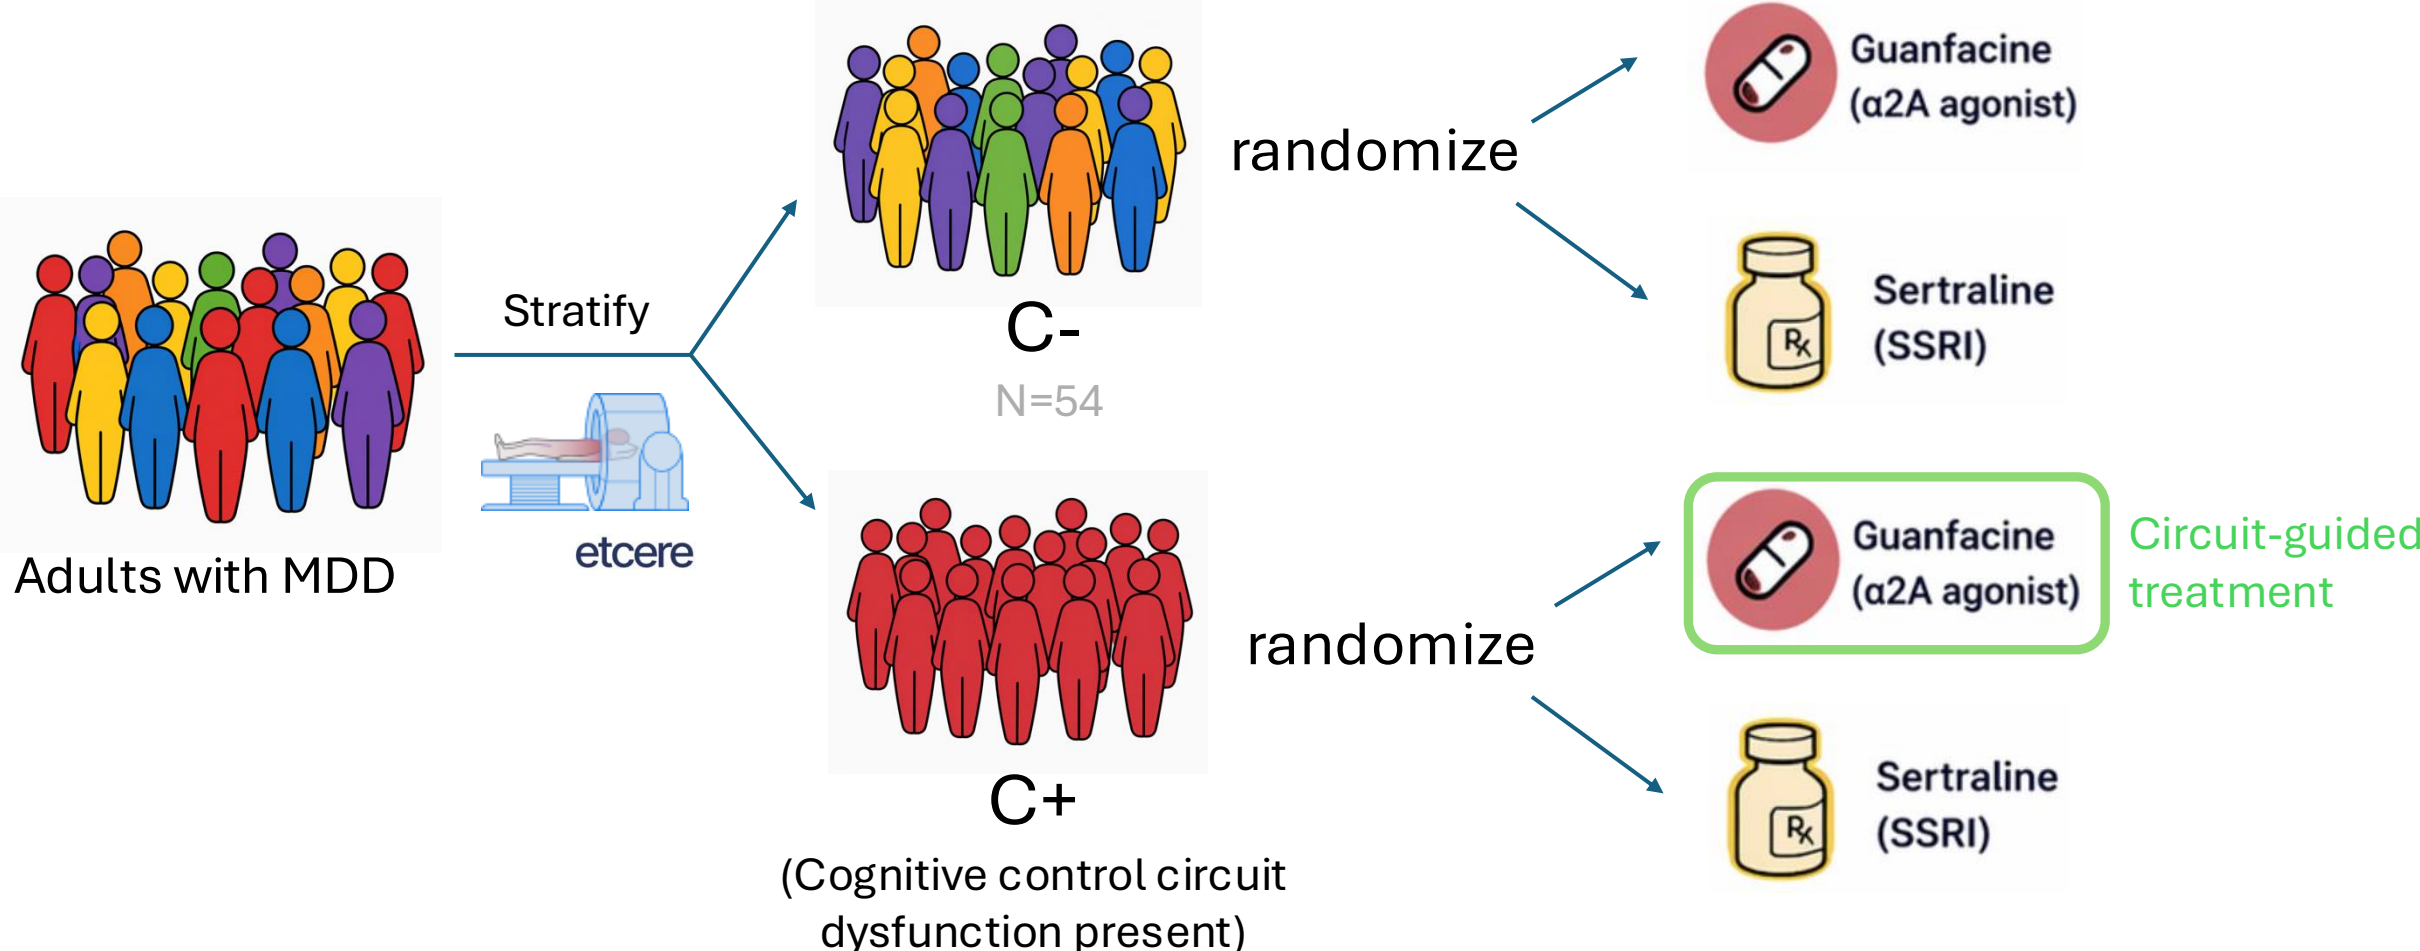 Adults with MDD
Stratify
etcere
C-
N=54
C+
(Cognitive control circuit
dysfunction present)
randomize
Guanfacine
(α2A agonist)
Rx
Sertraline
(SSRI)
randomize
Guanfacine
(α2A agonist)
Circuit-guided
treatment
Rx
Sertraline
(SSRI)